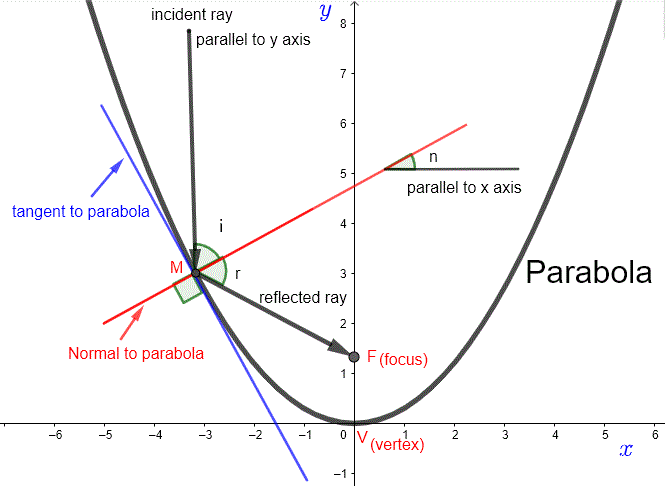 y
8
incident ray
parallel to y axis
7
6
n
5
parallel to x axis
tangent to parabola
4
i
M
r
3
Parabola
reflected ray
2
Normal to parabola
F (focus)
1
–6 –5 –4 –3 –2 –1 0 1 2 3 4 5 6
V (vertex)
x
–1